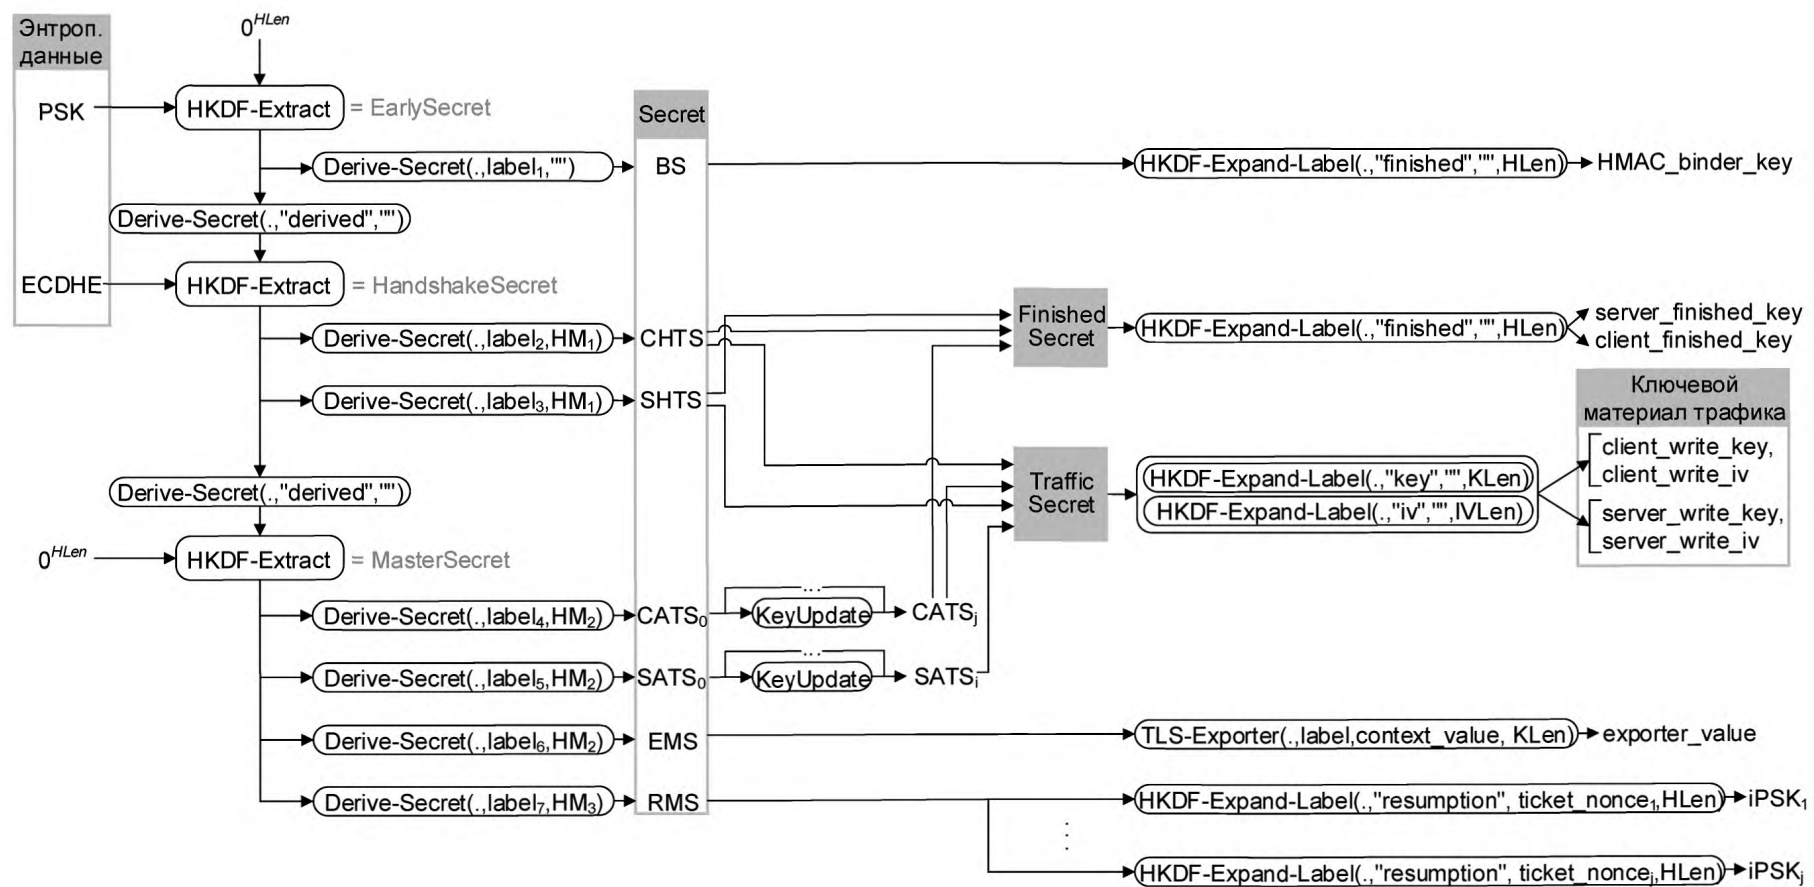 Энтроп.
данные
0^HLen
PSK
HKDF-Extract
= EarlySecret
Secret
Derive-Secret(.,label₁,"")
BS
HKDF-Expand-Label(.,"finished","",HLen)
HMAC_binder_key
Derive-Secret(.,"derived","")
ECDHE
HKDF-Extract
= HandshakeSecret
Finished
Secret
HKDF-Expand-Label(.,"finished","",HLen)
server_finished_key
client_finished_key
Derive-Secret(.,label₂,HM₁)
CHTS
Derive-Secret(.,label₃,HM₁)
SHTS
Ключевой
материал трафика
client_write_key,
client_write_iv
server_write_key,
server_write_iv
Traffic
Secret
HKDF-Expand-Label(.,"key","",KLen)
HKDF-Expand-Label(.,"iv","",IVLen)
Derive-Secret(.,"derived","")
0^HLen
HKDF-Extract
= MasterSecret
Derive-Secret(.,label₄,HM₂)
CATS₀
...
KeyUpdate
CATSⱼ
Derive-Secret(.,label₅,HM₂)
SATS₀
...
KeyUpdate
SATSᵢ
Derive-Secret(.,label₆,HM₂)
EMS
TLS-Exporter(.,label,context_value, KLen)
exporter_value
Derive-Secret(.,label₇,HM₃)
RMS
HKDF-Expand-Label(.,"resumption", ticket_nonce₁,HLen)
iPSK₁
⋮
HKDF-Expand-Label(.,"resumption", ticket_nonceⱼ,HLen)
iPSKⱼ